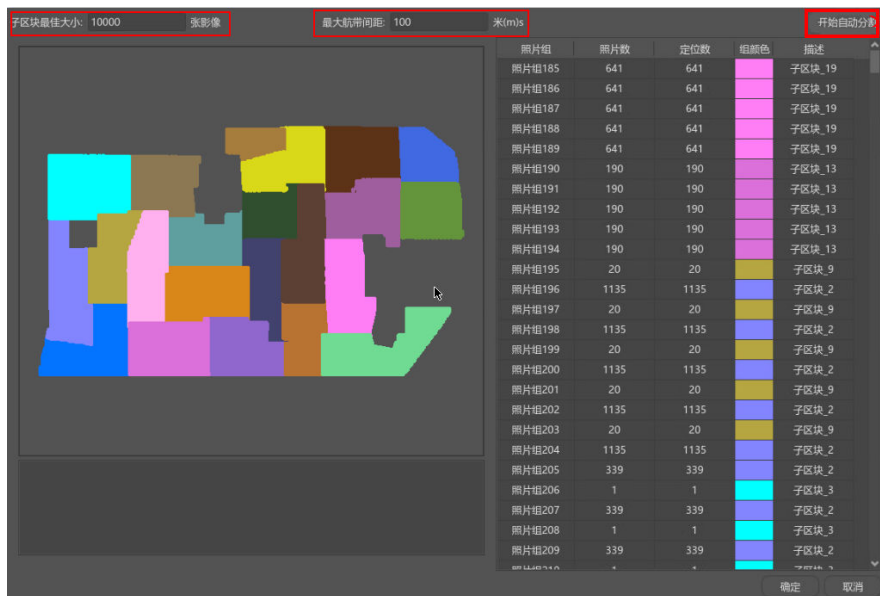 子区块最佳大小: 10000 张影像 最大航带间距: 100 米(m)s 开始自动分割
照片组 照片数 定位数 组颜色 描述
照片组185 641 641 子区块_19
照片组186 641 641 子区块_19
照片组187 641 641 子区块_19
照片组188 641 641 子区块_19
照片组189 641 641 子区块_19
照片组190 190 190 子区块_13
照片组191 190 190 子区块_13
照片组192 190 190 子区块_13
照片组193 190 190 子区块_13
照片组194 190 190 子区块_13
照片组195 20 20 子区块_9
照片组196 1135 1135 子区块_2
照片组197 20 20 子区块_9
照片组198 1135 1135 子区块_2
照片组199 20 20 子区块_9
照片组200 1135 1135 子区块_2
照片组201 20 20 子区块_9
照片组202 1135 1135 子区块_2
照片组203 20 20 子区块_9
照片组204 1135 1135 子区块_2
照片组205 339 339 子区块_2
照片组206 1 1 子区块_3
照片组207 339 339 子区块_2
照片组208 1 1 子区块_3
照片组209 339 339 子区块_2
确定 取消